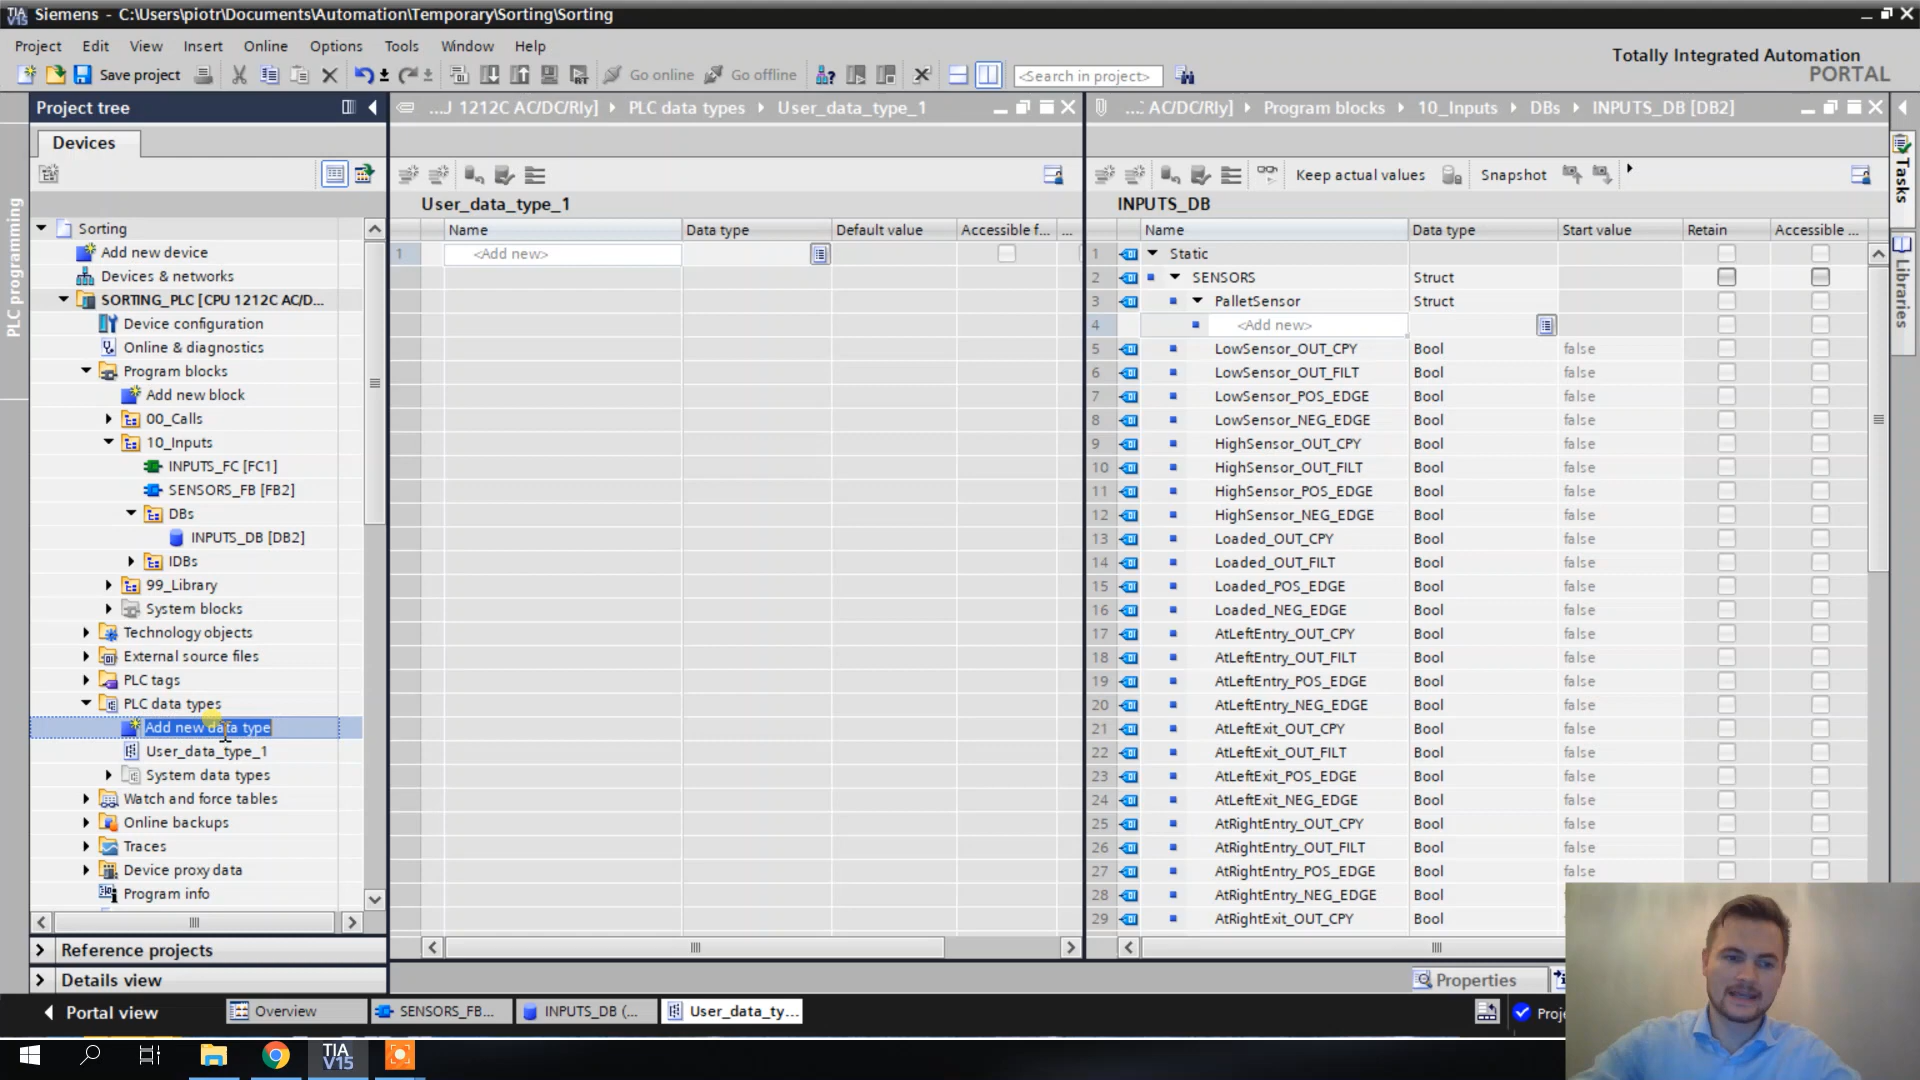 Siemens - C:\Users\piotr\Documents\Automation\Temporary\Sorting\Sorting
Project Edit View Insert Online Options Tools Window Help
Totally Integrated Automation
PORTAL
Save project
Go online
Go offline
<Search in project>
Project tree
...J 1212C AC/DC/Rly] PLC data types User_data_type_1
...: AC/DC/Rly] Program blocks 10_Inputs DBs INPUTS_DB [DB2]
Devices
Keep actual values Snapshot
PLC programming
Tasks
Libraries
User_data_type_1
Name Data type Default value Accessible f... ...
1 <Add new>
INPUTS_DB
Name Data type Start value Retain Accessible ...
1 Static
2 SENSORS Struct
3 PalletSensor Struct
4 <Add new>
5 LowSensor_OUT_CPY Bool false
6 LowSensor_OUT_FILT Bool false
7 LowSensor_POS_EDGE Bool false
8 LowSensor_NEG_EDGE Bool false
9 HighSensor_OUT_CPY Bool false
10 HighSensor_OUT_FILT Bool false
11 HighSensor_POS_EDGE Bool false
12 HighSensor_NEG_EDGE Bool false
13 Loaded_OUT_CPY Bool false
14 Loaded_OUT_FILT Bool false
15 Loaded_POS_EDGE Bool false
16 Loaded_NEG_EDGE Bool false
17 AtLeftEntry_OUT_CPY Bool false
18 AtLeftEntry_OUT_FILT Bool false
19 AtLeftEntry_POS_EDGE Bool false
20 AtLeftEntry_NEG_EDGE Bool false
21 AtLeftExit_OUT_CPY Bool false
22 AtLeftExit_OUT_FILT Bool false
23 AtLeftExit_POS_EDGE Bool false
24 AtLeftExit_NEG_EDGE Bool false
25 AtRightEntry_OUT_CPY Bool false
26 AtRightEntry_OUT_FILT Bool false
27 AtRightEntry_POS_EDGE Bool false
28 AtRightEntry_NEG_EDGE Bool false
29 AtRightExit_OUT_CPY Bool false
Sorting
Add new device
Devices & networks
SORTING_PLC [CPU 1212C AC/D...
Device configuration
Online & diagnostics
Program blocks
Add new block
00_Calls
10_Inputs
INPUTS_FC [FC1]
SENSORS_FB [FB2]
DBs
INPUTS_DB [DB2]
IDBs
99_Library
System blocks
Technology objects
External source files
PLC tags
PLC data types
Add new data type
User_data_type_1
System data types
Watch and force tables
Online backups
Traces
Device proxy data
Program info
Reference projects
Details view
Properties
Portal view
Overview
SENSORS_FB...
INPUTS_DB (...
User_data_ty...
Proje
TIA
V15